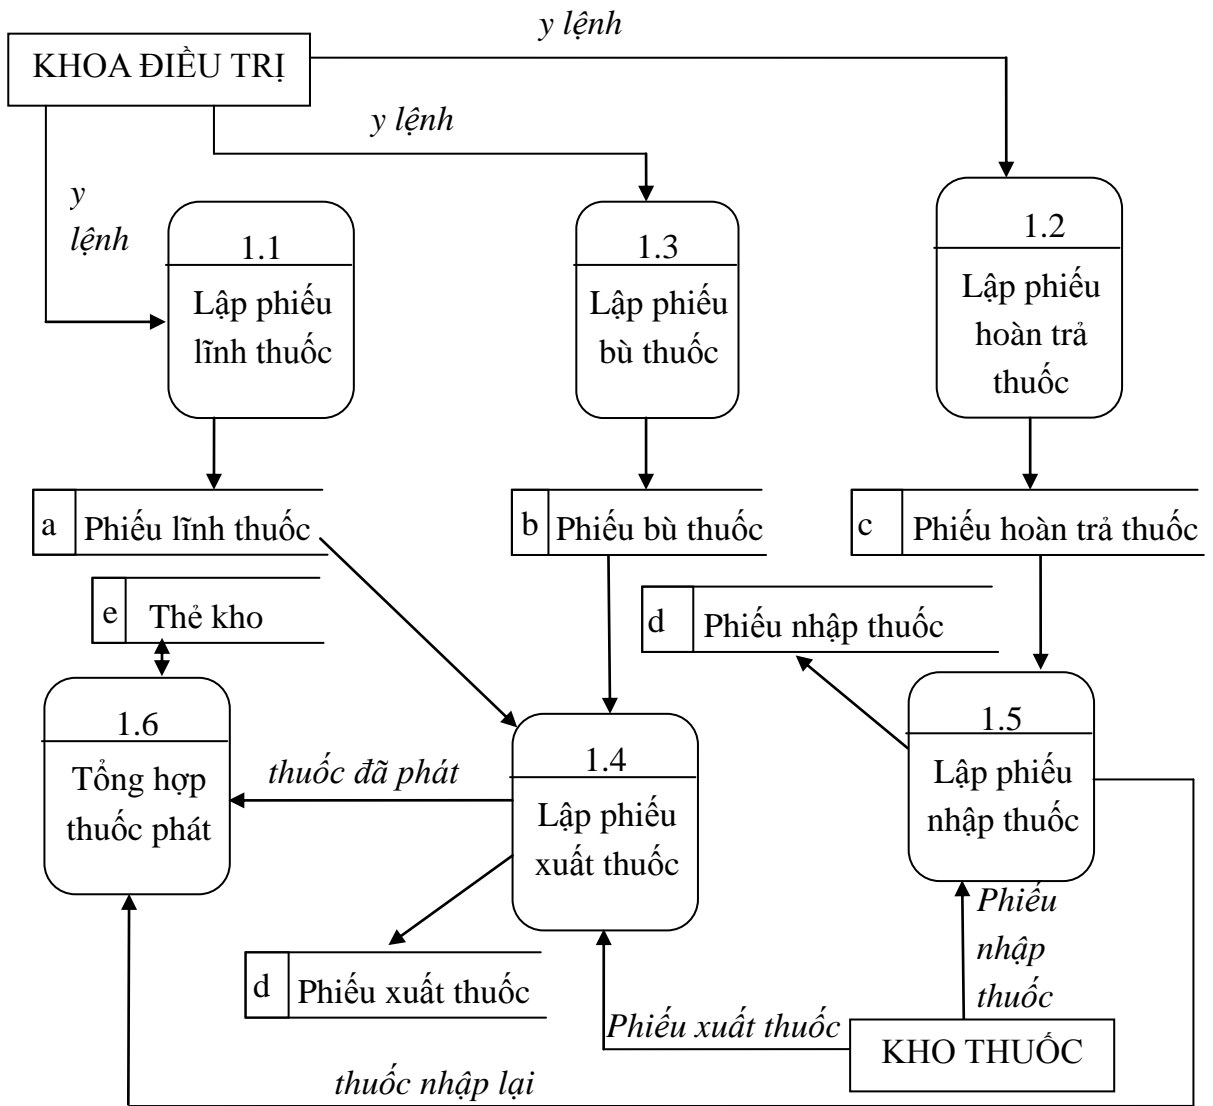 y lệnh
KHOA ĐIỀU TRỊ
y lệnh
y
lệnh
1.1
Lập phiếu
lĩnh thuốc
1.3
Lập phiếu
bù thuốc
1.2
Lập phiếu
hoàn trả
thuốc
a Phiếu lĩnh thuốc
b Phiếu bù thuốc
c Phiếu hoàn trả thuốc
e Thẻ kho
d Phiếu nhập thuốc
1.6
Tổng hợp
thuốc phát
thuốc đã phát
1.4
Lập phiếu
xuất thuốc
1.5
Lập phiếu
nhập thuốc
Phiếu
nhập
thuốc
d Phiếu xuất thuốc
Phiếu xuất thuốc
KHO THUỐC
thuốc nhập lại